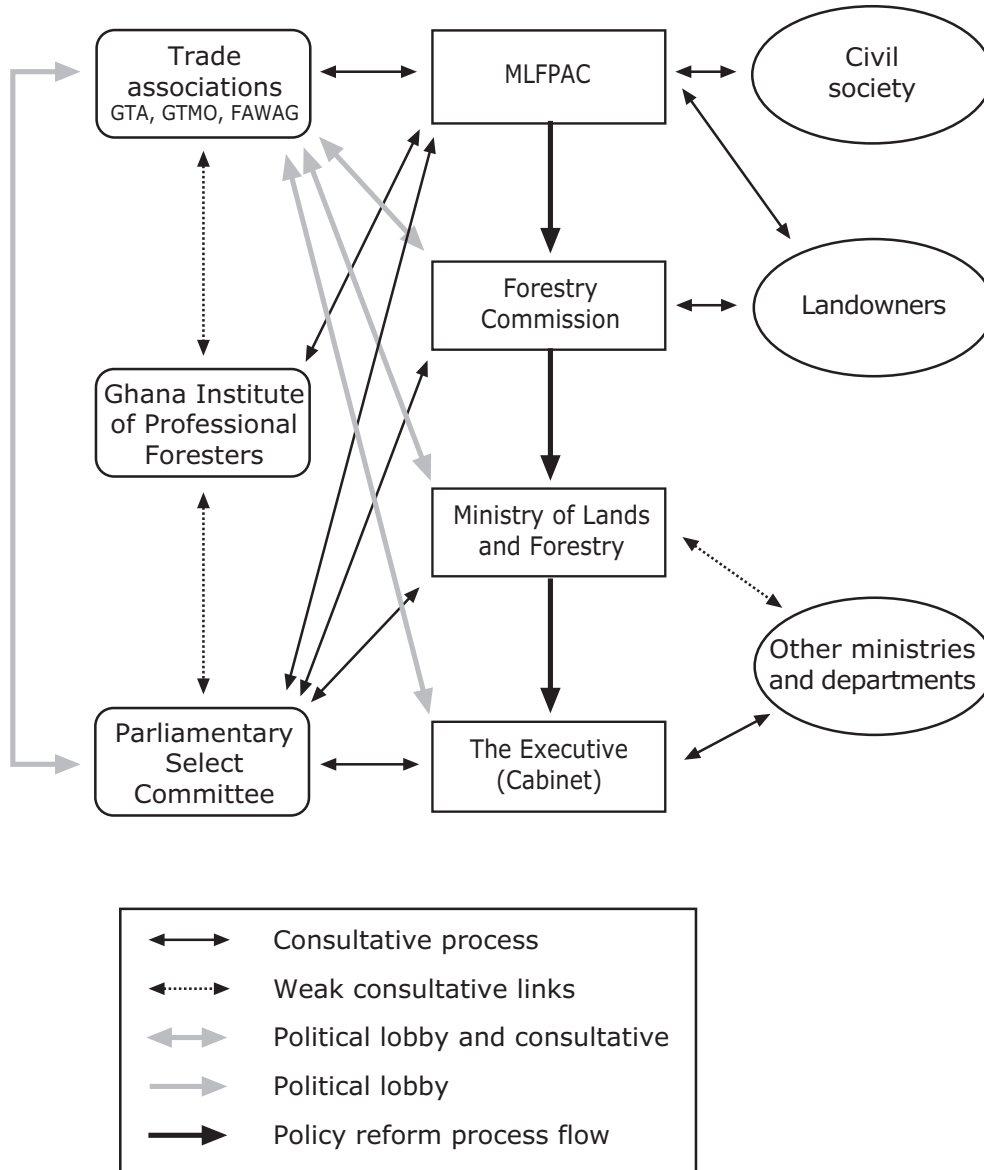 Trade
associations
GTA, GTMO, FAWAG
MLFPAC
Civil
society
Forestry
Commission
Landowners
Ghana Institute
of Professional
Foresters
Ministry of Lands
and Forestry
Other ministries
and departments
Parliamentary
Select
Committee
The Executive
(Cabinet)
Consultative process
Weak consultative links
Political lobby and consultative
Political lobby
Policy reform process flow